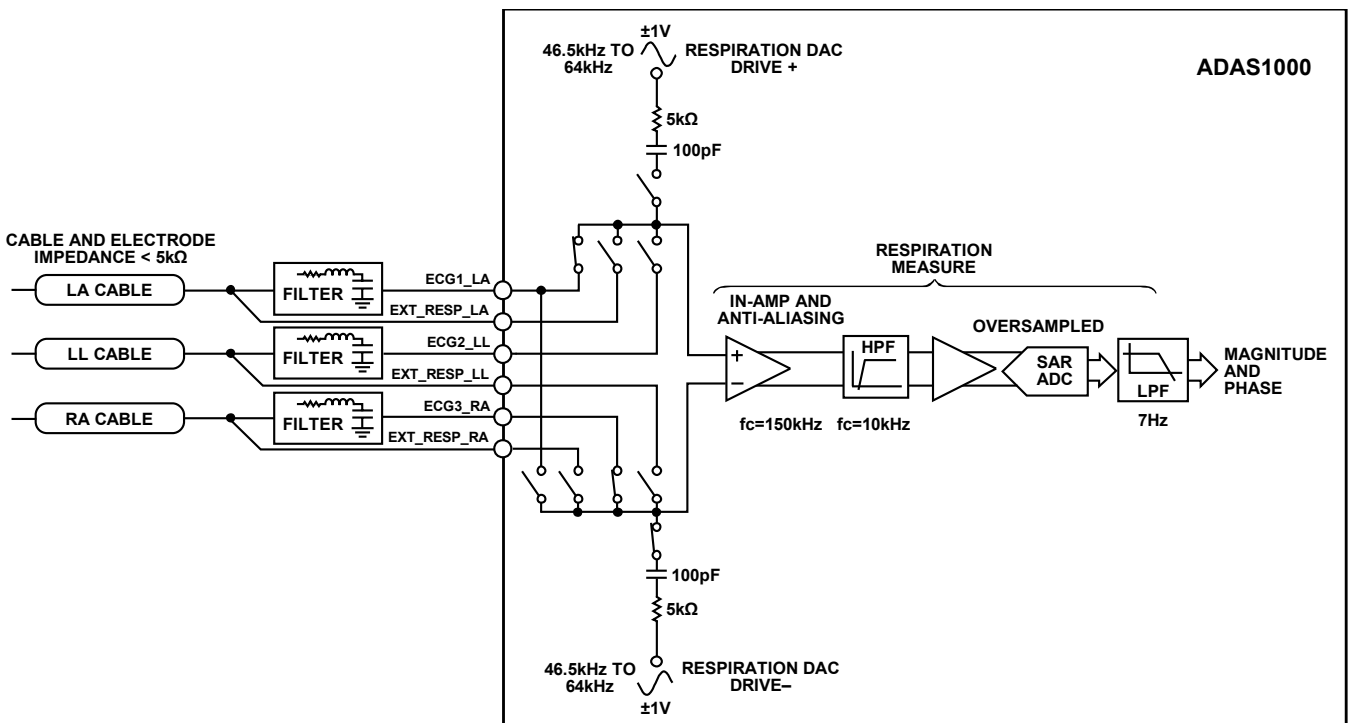 ±1V
46.5kHz TO
64kHz
RESPIRATION DAC
DRIVE +
ADAS1000
5kΩ
100pF
CABLE AND ELECTRODE
IMPEDANCE < 5kΩ
LA CABLE
FILTER
ECG1_LA
EXT_RESP_LA
LL CABLE
FILTER
ECG2_LL
EXT_RESP_LL
RA CABLE
FILTER
ECG3_RA
EXT_RESP_RA
RESPIRATION
MEASURE
IN-AMP AND
ANTI-ALIASING
+
–
fc=150kHz
HPF
fc=10kHz
OVERSAMPLED
SAR
ADC
LPF
7Hz
MAGNITUDE
AND
PHASE
100pF
5kΩ
46.5kHz TO
64kHz
RESPIRATION DAC
DRIVE–
±1V